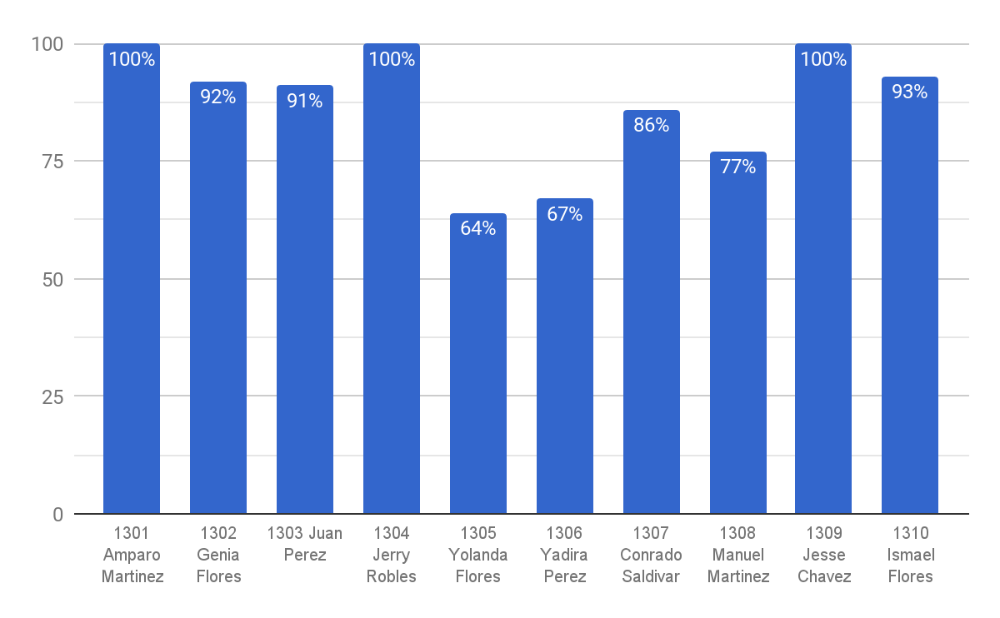 100
75
50
25
0
100%
92%
91%
100%
64%
67%
86%
77%
100%
93%
1301
Amparo
Martinez
1302
Genia
Flores
1303 Juan
Perez
1304
Jerry
Robles
1305
Yolanda
Flores
1306
Yadira
Perez
1307
Conrado
Saldivar
1308
Manuel
Martinez
1309
Jesse
Chavez
1310
Ismael
Flores